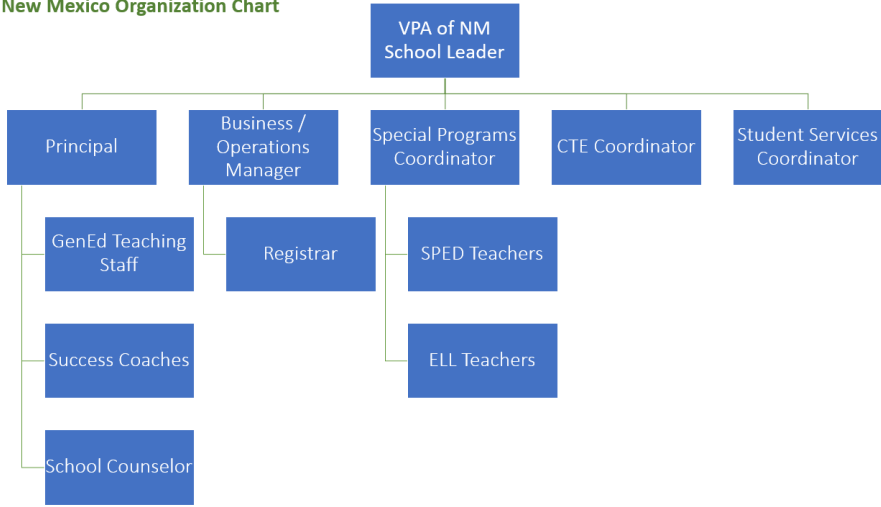 New Mexico Organization Chart
VPA of NM
School Leader
Principal
Business /
Operations
Manager
Special Programs
Coordinator
CTE Coordinator
Student Services
Coordinator
GenEd Teaching
Staff
Registrar
SPED Teachers
Success Coaches
ELL Teachers
School Counselor